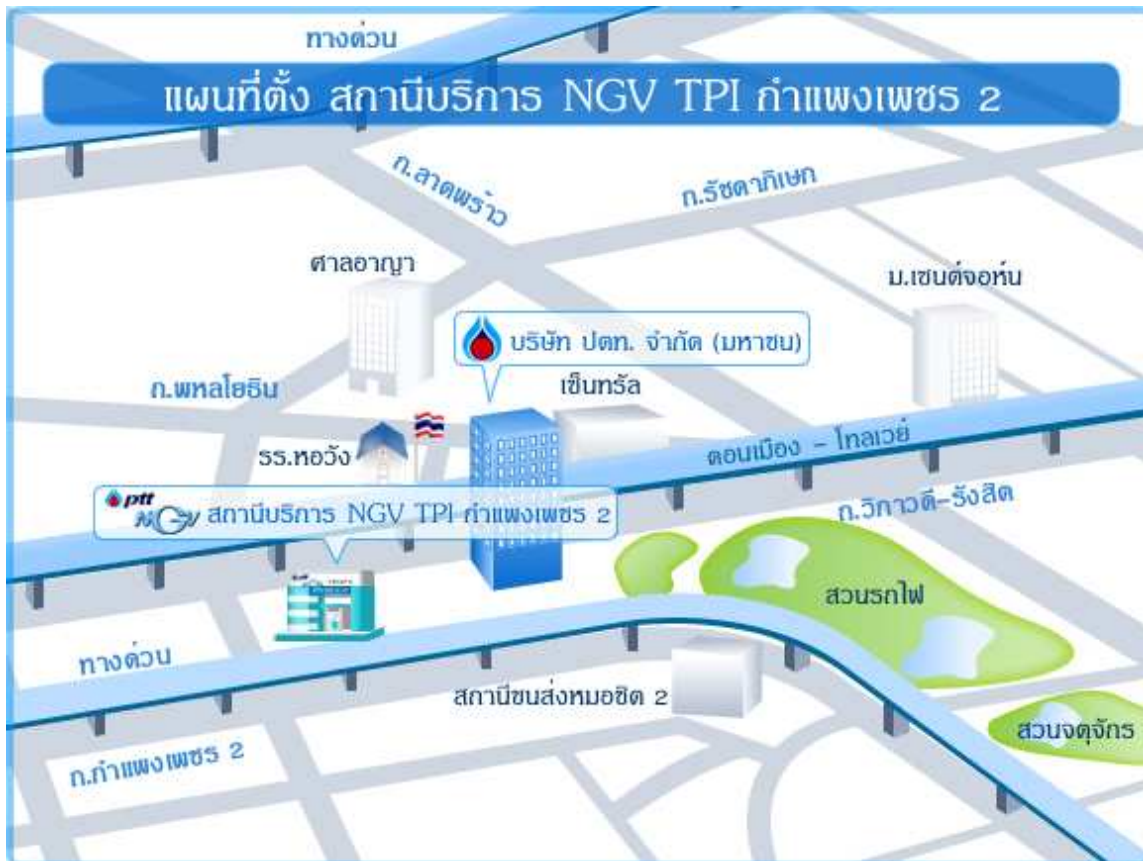 ทางด่วน
แผนที่ตั้ง สถานีบริการ NGV TPI กำแพงเพชร 2
ถ.ลาดพร้าว
ถ.รัชดาภิเษก
ศาลอาญา
ม.เซนต์จอห์น
บริษัท ปตท. จำกัด (มหาชน)
ถ.พหลโยธิน
เซ็นทรัล
รร.หอวัง
ดอนเมือง - โทลเวย์
ptt
NGV สถานีบริการ NGV TPI กำแพงเพชร 2
ถ.วิภาวดี-รังสิต
สวนรถไฟ
ทางด่วน
สถานีขนส่งหมอชิต 2
สวนจตุจักร
ถ.กำแพงเพชร 2